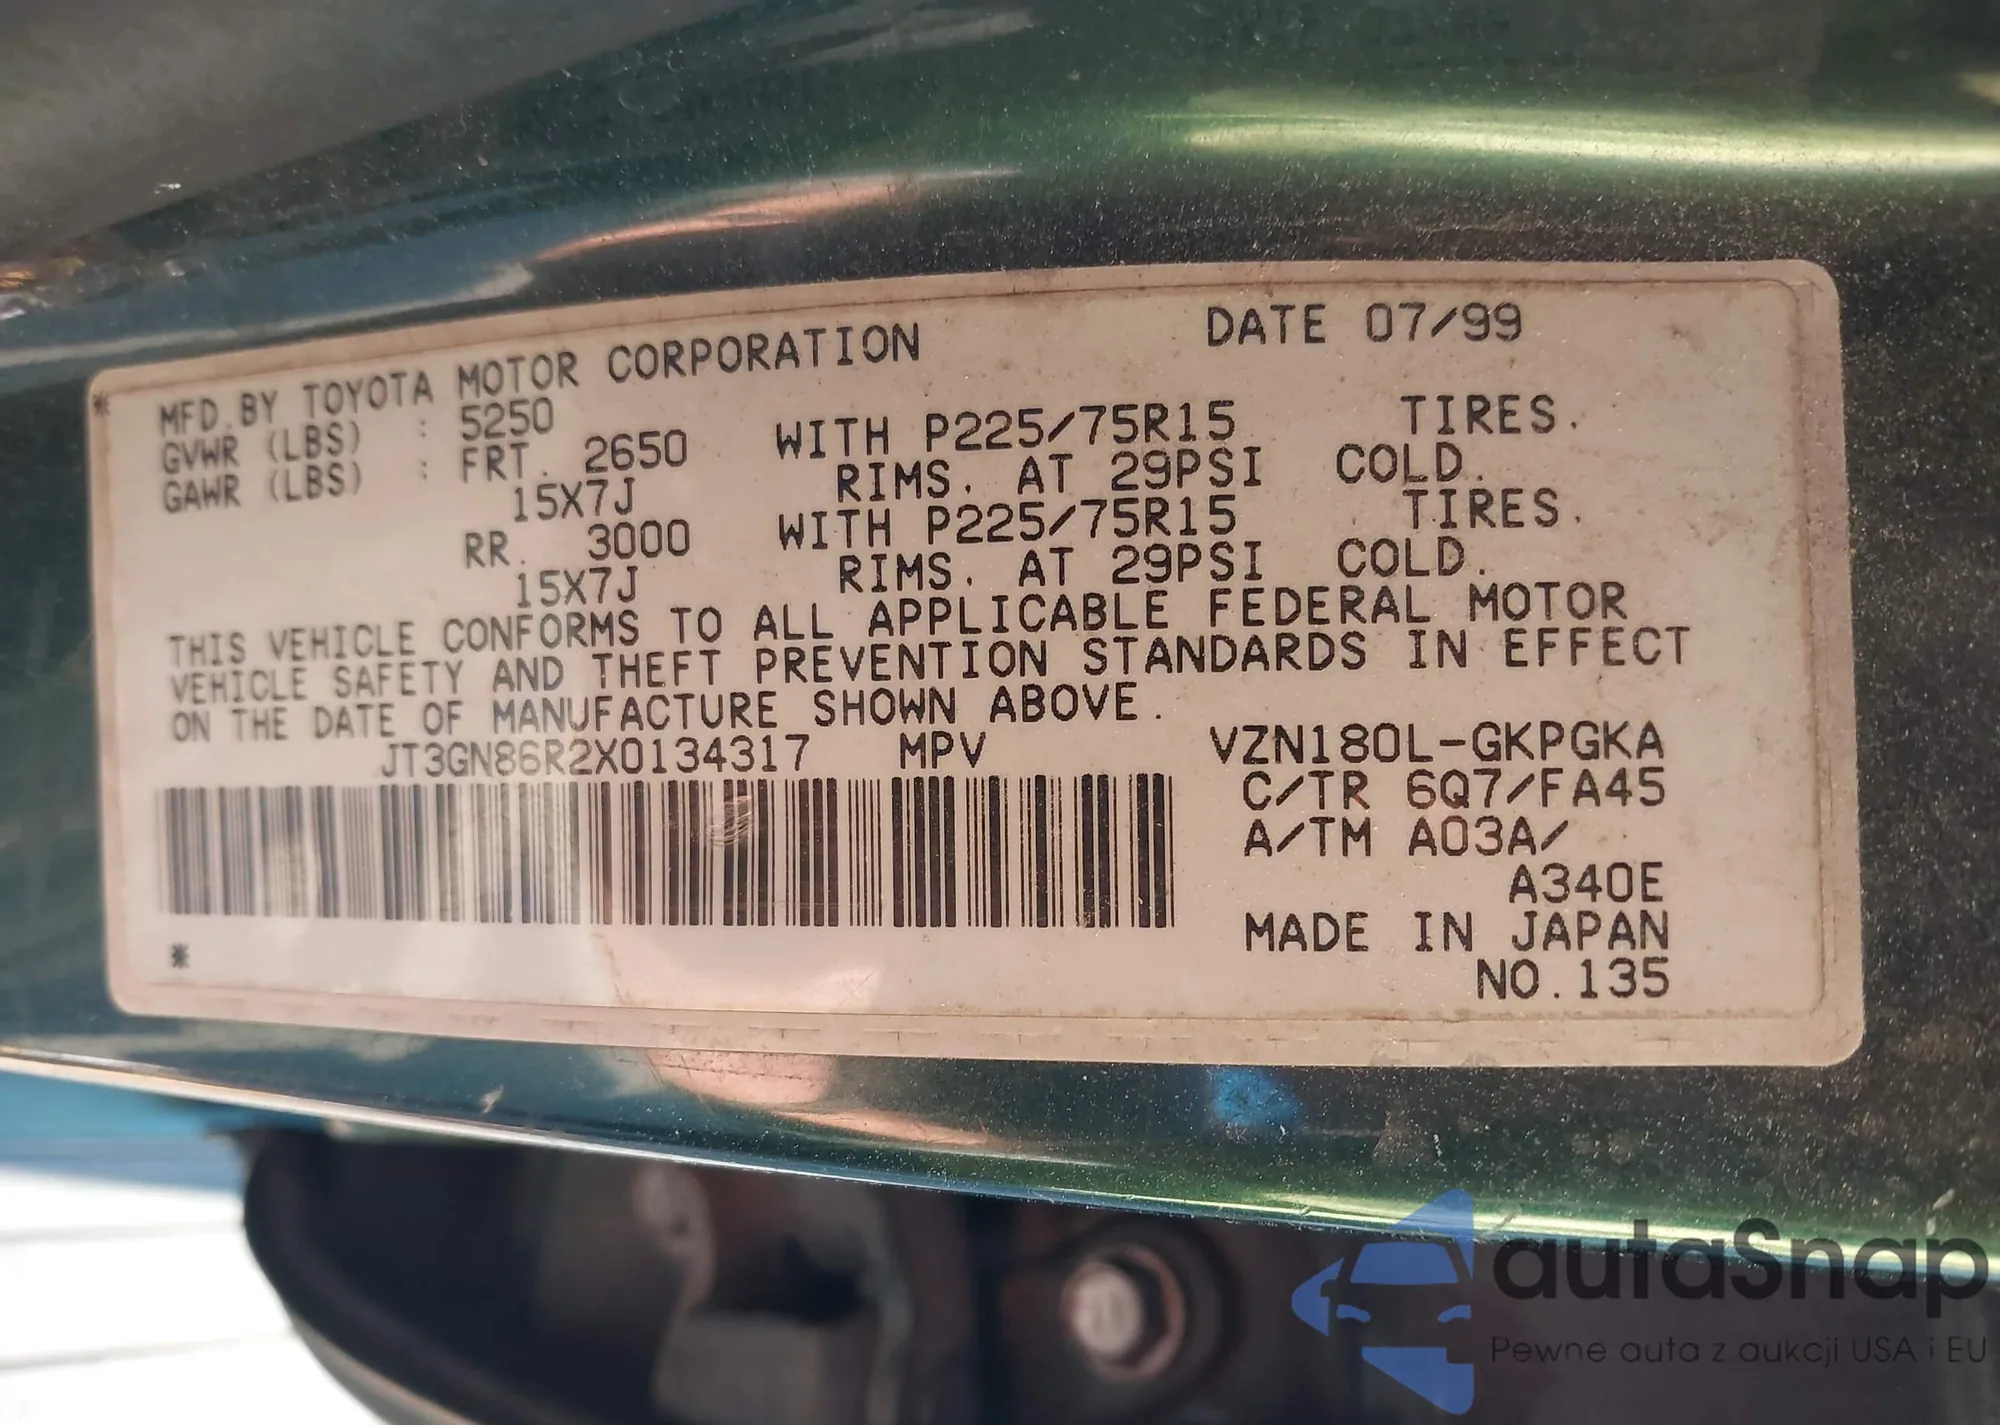 MFD.BY TOYOTA MOTOR CORPORATION DATE 07/99
GVWR (LBS) : 5250
GAWR (LBS) : FRT. 2650 WITH P225/75R15 TIRES.
15X7J RIMS. AT 29PSI COLD.
RR. 3000 WITH P225/75R15 TIRES.
15X7J RIMS. AT 29PSI COLD.
THIS VEHICLE CONFORMS TO ALL APPLICABLE FEDERAL MOTOR
VEHICLE SAFETY AND THEFT PREVENTION STANDARDS IN EFFECT
ON THE DATE OF MANUFACTURE SHOWN ABOVE.
JT3GN86R2X0134317 MPV VZN180L-GKPGKA
C/TR 6Q7/FA45
A/TM A03A/
A340E
MADE IN JAPAN
NO.135
autaSnap
Pewne auta z aukcji USA i EU